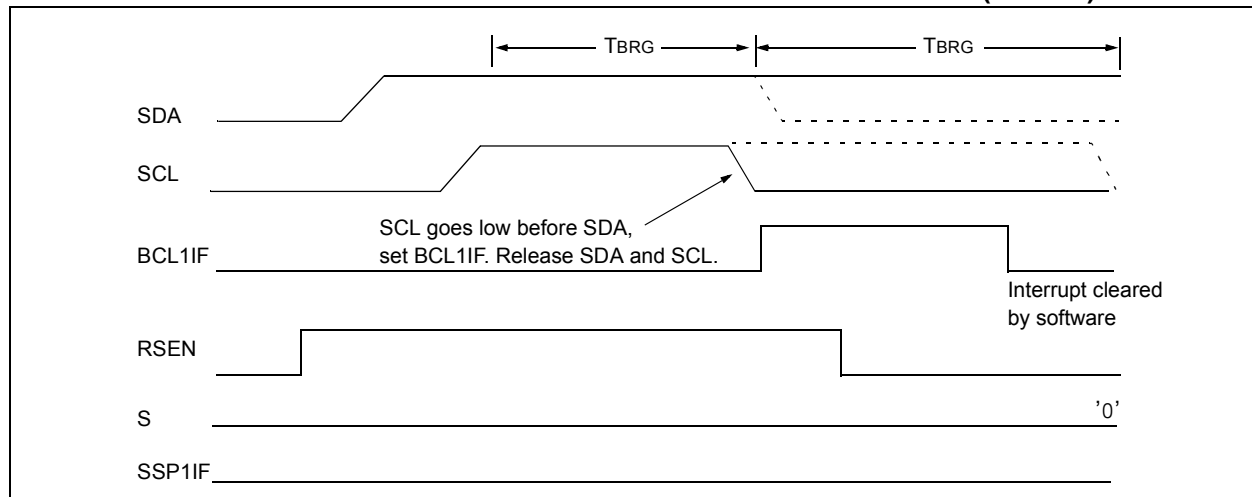 TBRG TBRG
SDA
SCL
SCL goes low before SDA,
set BCL1IF. Release SDA and SCL.
BCL1IF
Interrupt cleared
by software
RSEN
S '0'
SSP1IF